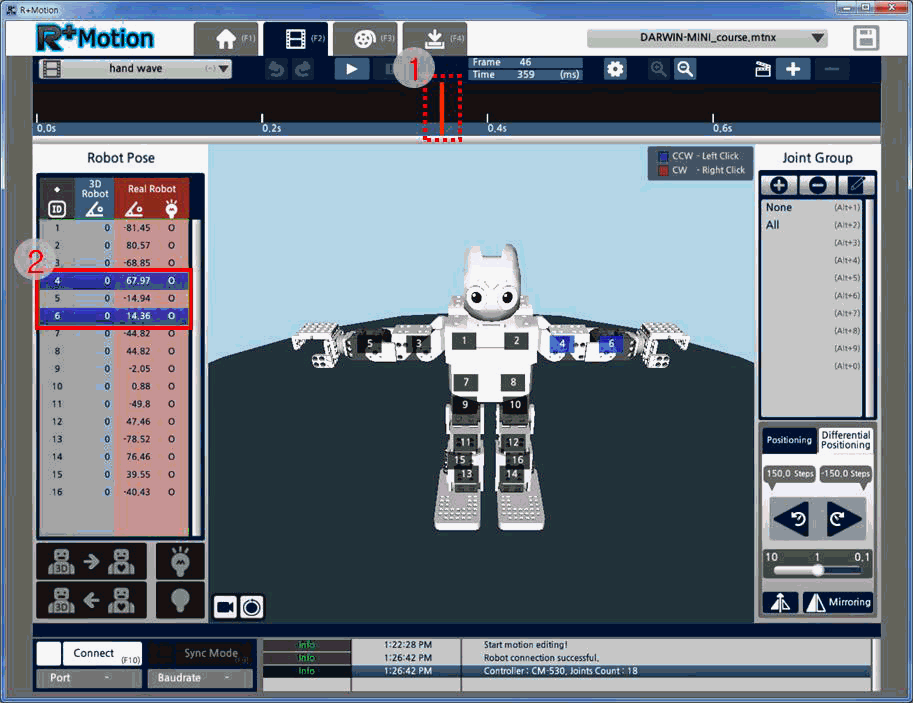 R+Motion
R+Motion
(F1)
(F2)
(F3)
(F4)
DARWIN-MINI_course.mtnx
hand wave
(-)
1
Frame 46
Time 359 (ms)
0.0s 0.2s 0.4s 0.6s
Robot Pose
3D Robot
Real Robot
ID
1 0 -81.45 O
2 0 80.57 O
3 0 -68.85 O
2
4 0 67.97 O
5 0 -14.94 O
6 0 14.36 O
7 0 -44.82 O
8 0 44.82 O
9 0 -2.05 O
10 0 0.88 O
11 0 -49.8 O
12 0 47.46 O
13 0 -78.52 O
14 0 76.46 O
15 0 39.55 O
16 0 -40.43 O
3D
3D
CCW - Left Click
CW - Right Click
5 3 1 2 4 6
7 8
9 10
11 12
15 16
13 14
Joint Group
None (Alt+1)
All (Alt+2)
(Alt+3)
(Alt+4)
(Alt+5)
(Alt+6)
(Alt+7)
(Alt+8)
(Alt+9)
(Alt+0)
Positioning
Differential Positioning
150.0 Steps
-150.0 Steps
10 1 0.1
Mirroring
Connect (F10)
Sync Mode (F9)
Port -
Baudrate -
Info 1:22:28 PM Start motion editing!
Info 1:26:42 PM Robot connection successful.
Info 1:26:42 PM Controller : CM-530, Joints Count : 18